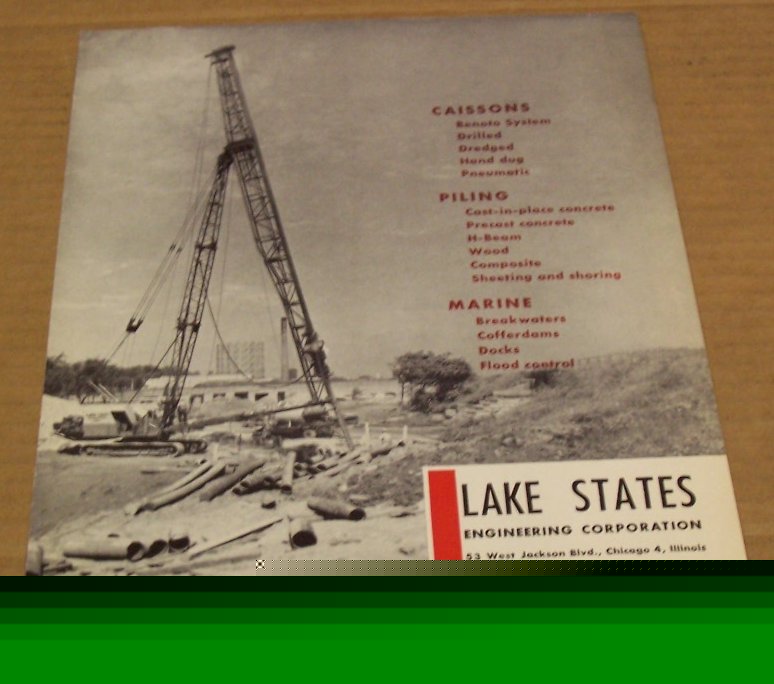 CAISSONS
Benoto System
Drilled
Dredged
Hand dug
Pneumatic
PILING
Cast-in-place concrete
Precast concrete
H-Beam
Wood
Composite
Sheeting and shoring
MARINE
Breakwaters
Cofferdams
Docks
Flood control
LAKE STATES
ENGINEERING CORPORATION
53 West Jackson Blvd., Chicago 4, Illinois